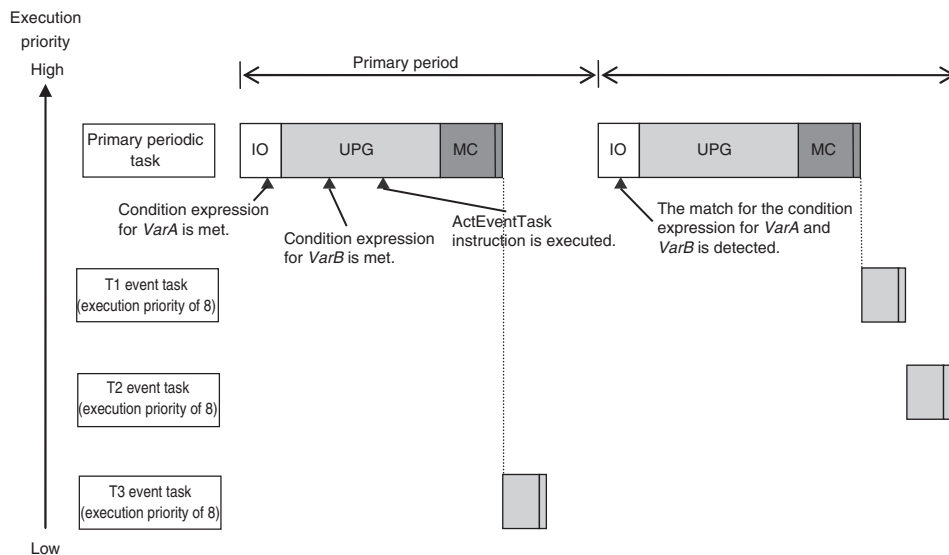 Execution
priority
High
Primary period
Primary periodic
task
IO
UPG
MC
IO
UPG
MC
Condition expression
for VarA is met.
Condition expression
for VarB is met.
ActEventTask
instruction is executed.
The match for the condition
expression for VarA and
VarB is detected.
T1 event task
(execution priority of 8)
T2 event task
(execution priority of 8)
T3 event task
(execution priority of 8)
Low